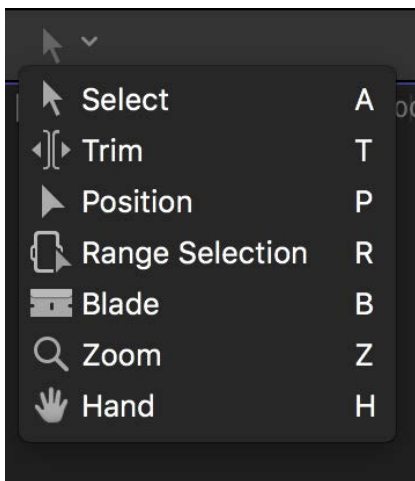 Select A
Trim T
Position P
Range Selection R
Blade B
Zoom Z
Hand H